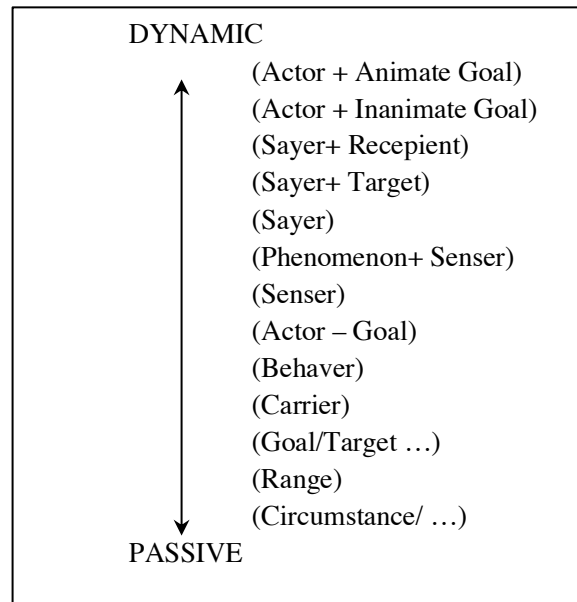 DYNAMIC
(Actor + Animate Goal)
(Actor + Inanimate Goal)
(Sayer+ Recepient)
(Sayer+ Target)
(Sayer)
(Phenomenon+ Senser)
(Senser)
(Actor – Goal)
(Behaver)
(Carrier)
(Goal/Target …)
(Range)
(Circumstance/ …)
PASSIVE